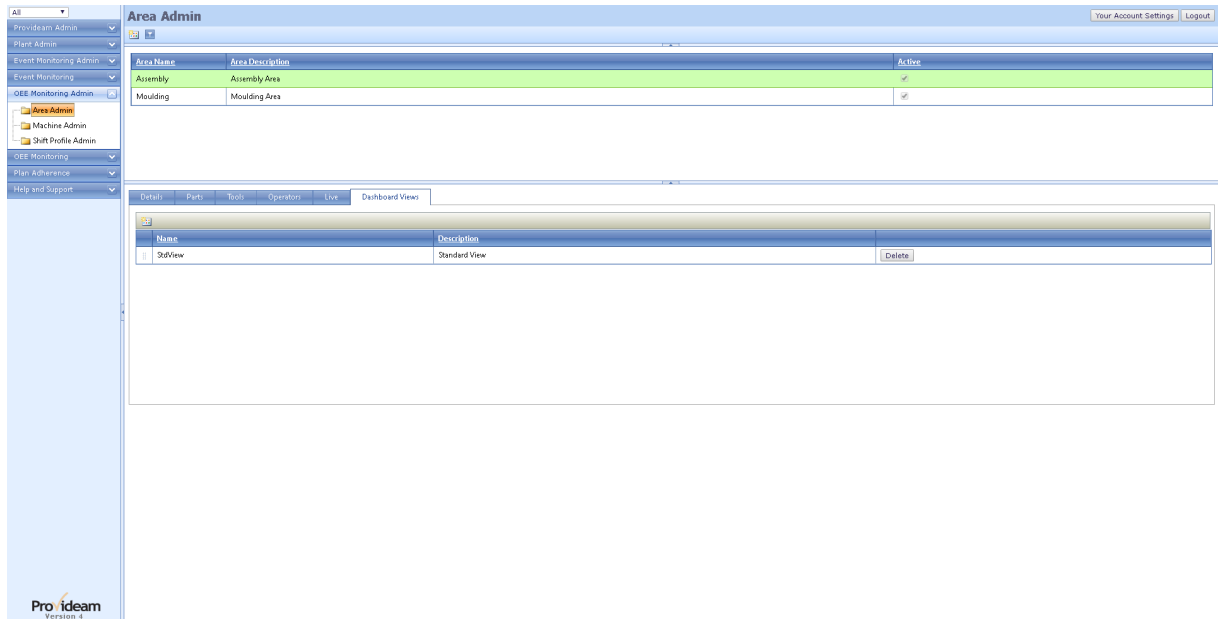 All
Area Admin
Your Account Settings Logout
Provideam Admin
Plant Admin
Event Monitoring Admin
Event Monitoring
OEE Monitoring Admin
Area Admin
Machine Admin
Shift Profile Admin
OEE Monitoring
Plan Adherence
Help and Support
Area Name Area Description Active
Assembly Assembly Area
Moulding Moulding Area
Details Parts Tools Operators Live Dashboard Views
Name Description
StdView Standard View Delete
Provideam
Version 4